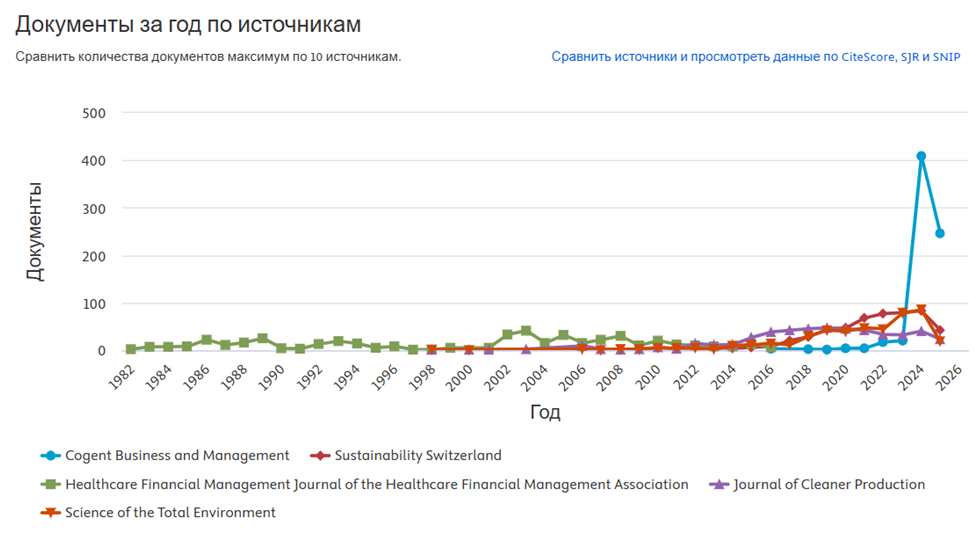 Документы за год по источникам
Сравнить количества документов максимум по 10 источникам.
Сравнить источники и просмотреть данные по CiteScore, SJR и SNIP
500
400
300
200
100
0
Документы
1982
1984
1986
1988
1990
1992
1994
1996
1998
2000
2002
2004
2006
2008
2010
2012
2014
2016
2018
2020
2022
2024
2026
Год
Cogent Business and Management
Sustainability Switzerland
Healthcare Financial Management Journal of the Healthcare Financial Management Association
Journal of Cleaner Production
Science of the Total Environment